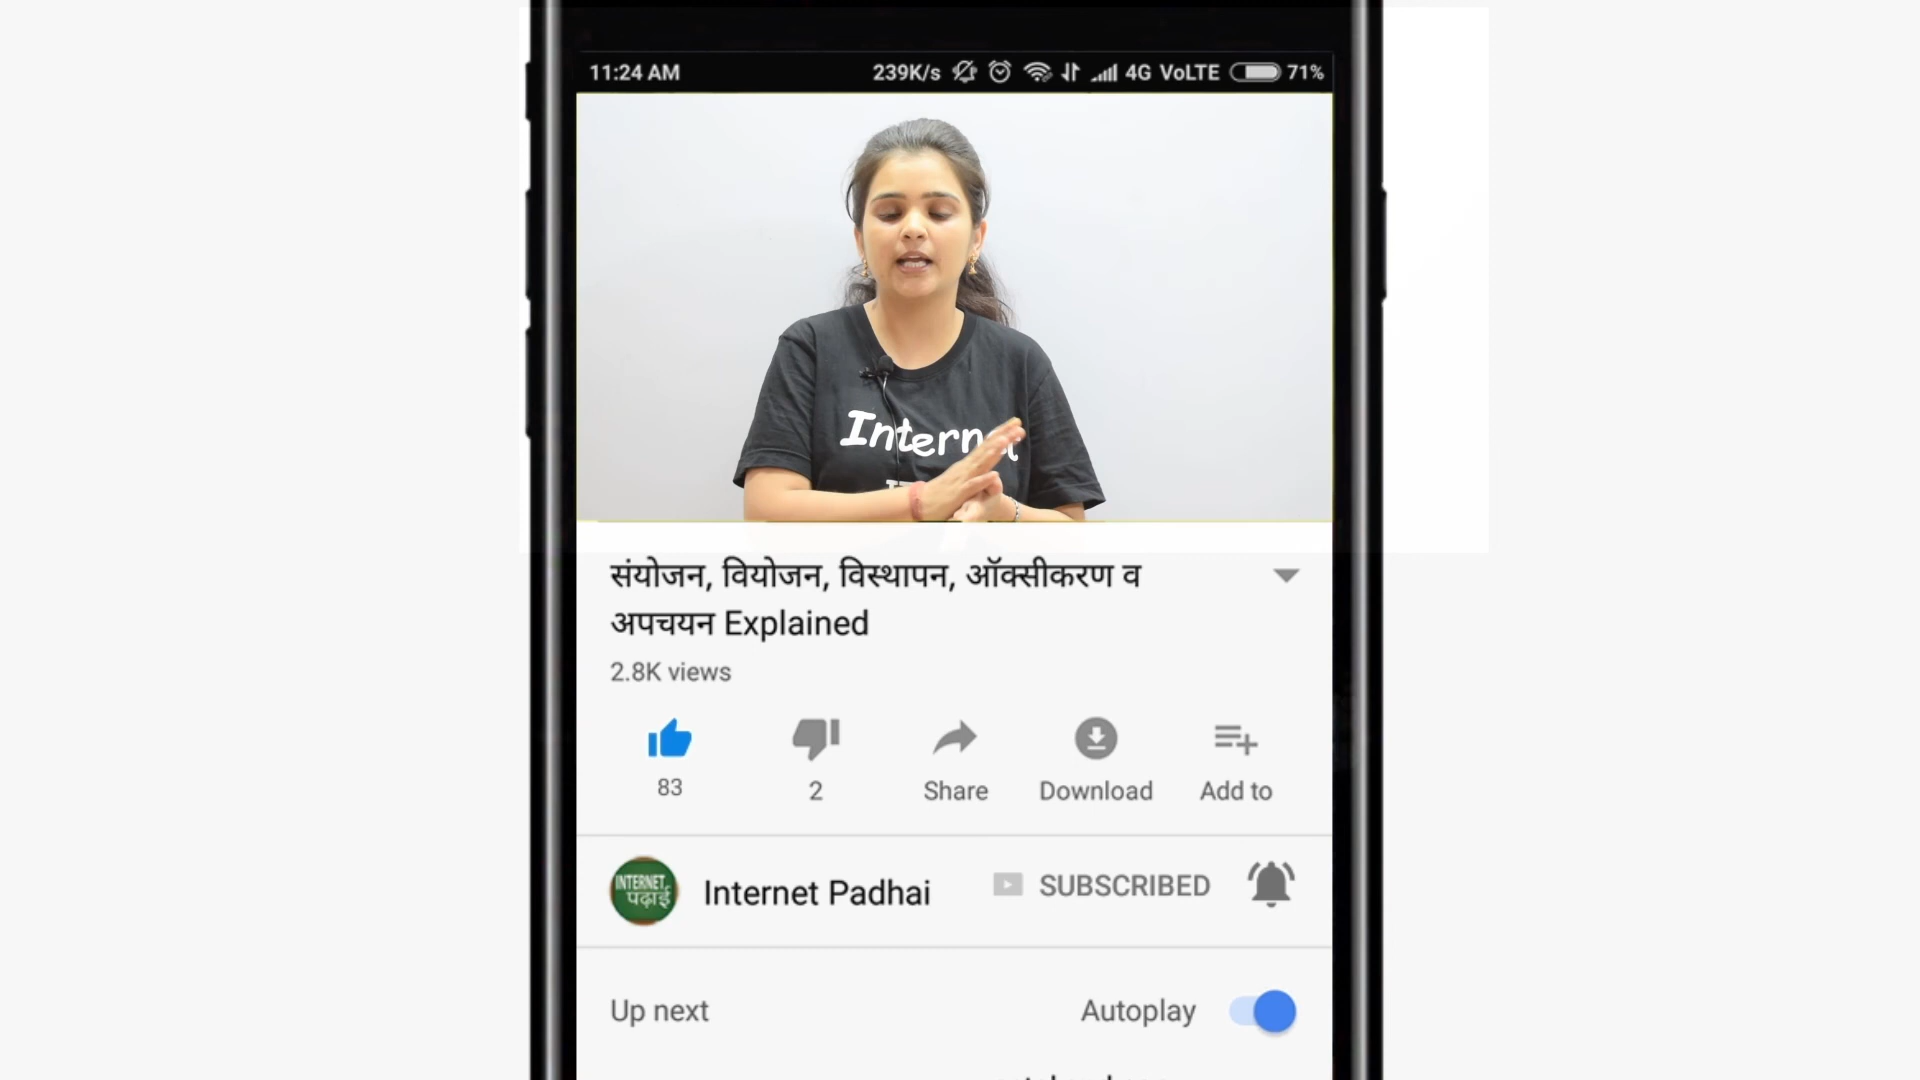 11:24 AM 239K/s 4G VoLTE 71%
Internet
संयोजन, वियोजन, विस्थापन, ऑक्सीकरण व
अपचयन Explained
2.8K views
83 2 Share Download Add to
INTERNET
पढ़ाई
Internet Padhai SUBSCRIBED
Up next Autoplay